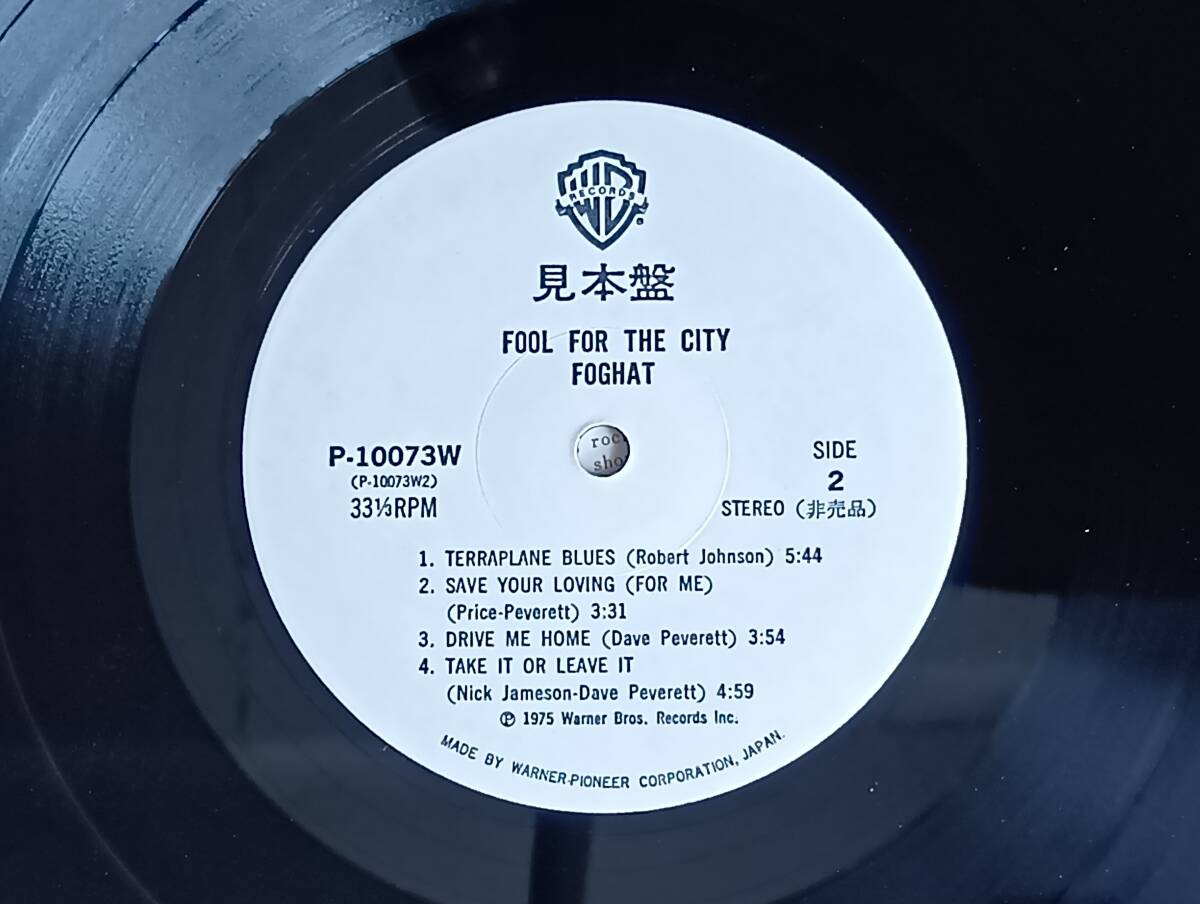 WB
RECORDS
®
見本盤
FOOL FOR THE CITY
FOGHAT
P-10073W
(P-10073W2)
33⅓RPM
roc
sho
SIDE
2
STEREO (非売品)
1. TERRAPLANE BLUES (Robert Johnson) 5:44
2. SAVE YOUR LOVING (FOR ME)
(Price-Peverett) 3:31
3. DRIVE ME HOME (Dave Peverett) 3:54
4. TAKE IT OR LEAVE IT
(Nick Jameson-Dave Peverett) 4:59
Ⓟ 1975 Warner Bros. Records Inc.
MADE BY WARNER-PIONEER CORPORATION, JAPAN.